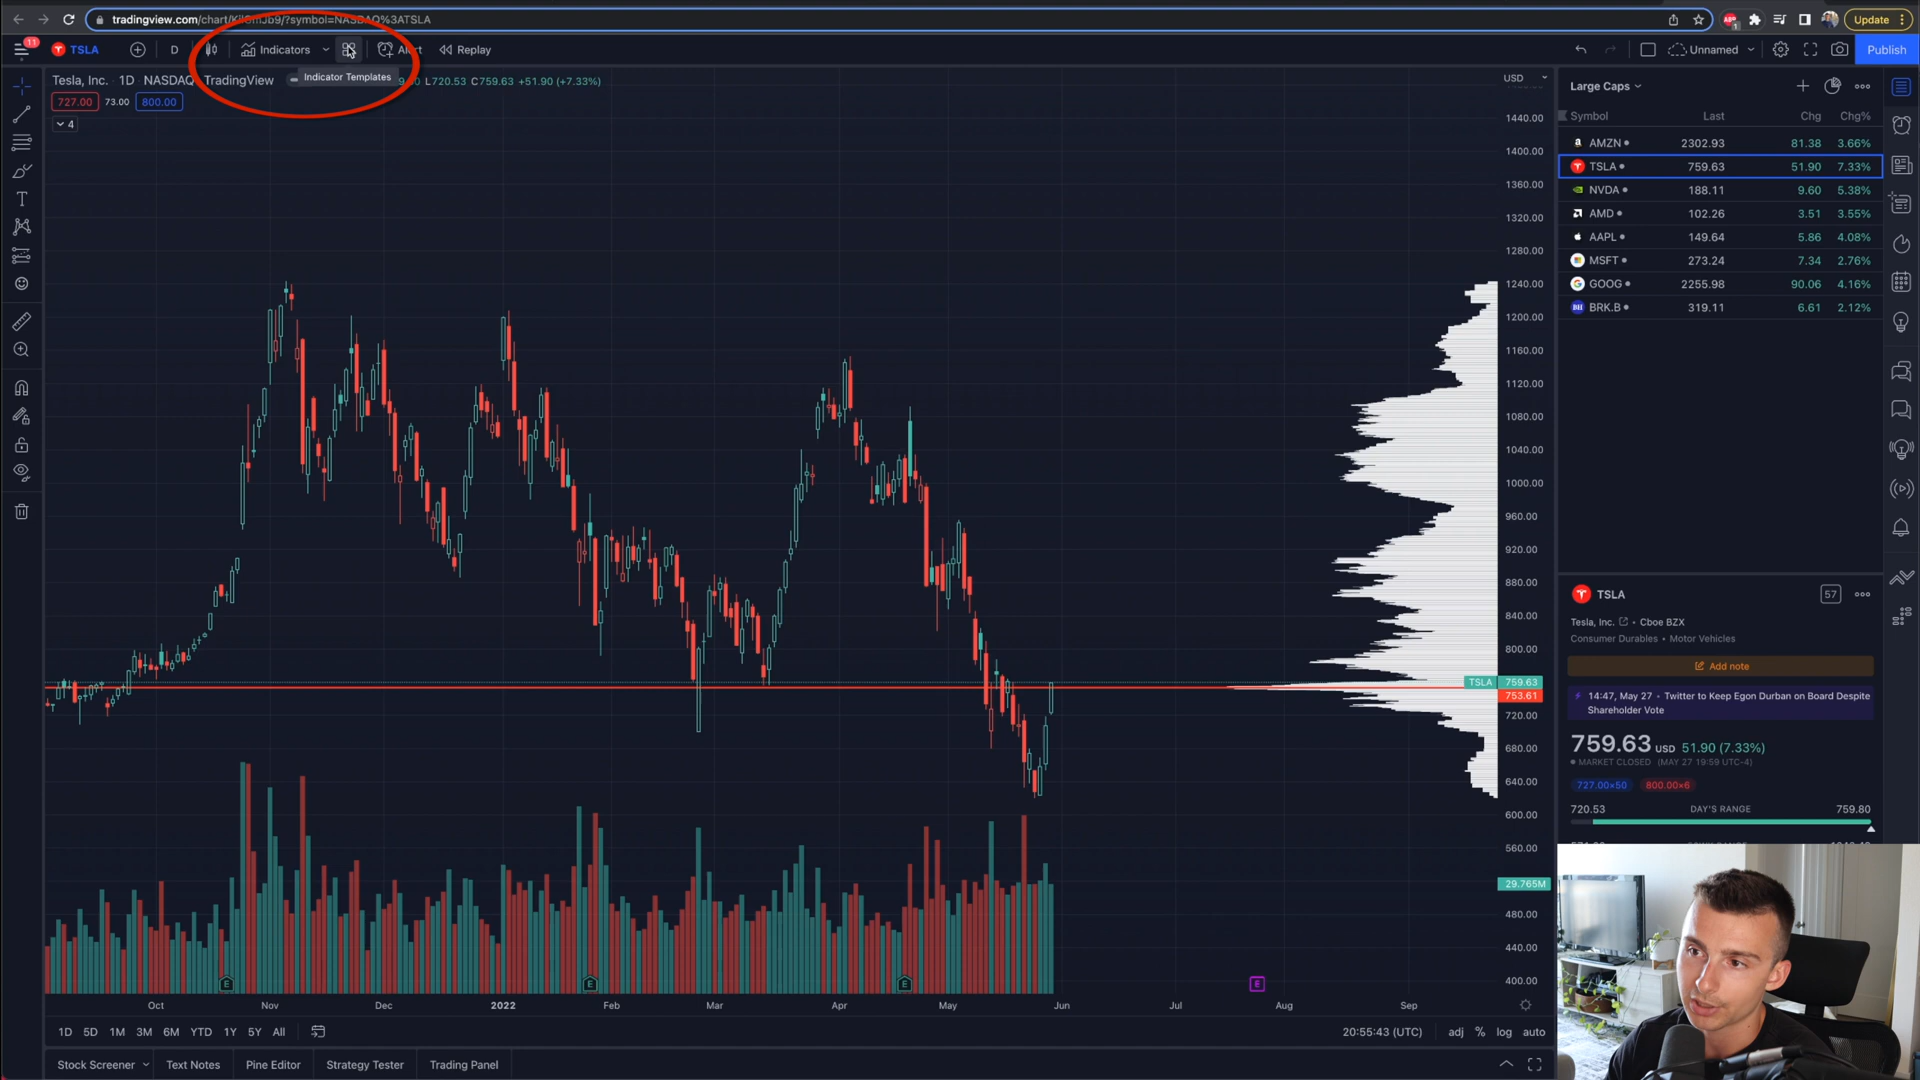 tradingview.com/chart/
?symbol=NASDAQ%3ATSLA
Update
11
TSLA
D
Indicators
Replay
Unnamed
Publish
Tesla, Inc. 1D NASDAQ TradingView
Indicator Templates
L720.53 C759.63 +51.90 (+7.33%)
727.00 73.00 800.00
4
USD
1440.00
1400.00
1360.00
1320.00
1280.00
1240.00
1200.00
1160.00
1120.00
1080.00
1040.00
1000.00
960.00
920.00
880.00
840.00
800.00
TSLA 759.63
753.61
720.00
680.00
640.00
600.00
560.00
29.765M
480.00
440.00
400.00
E
E
E
E
Oct Nov Dec 2022 Feb Mar Apr May Jun Jul Aug Sep
1D 5D 1M 3M 6M YTD 1Y 5Y All
20:55:43 (UTC) adj % log auto
Stock Screener Text Notes Pine Editor Strategy Tester Trading Panel
Large Caps
Symbol Last Chg Chg%
AMZN 2302.93 81.38 3.66%
TSLA 759.63 51.90 7.33%
NVDA 188.11 9.60 5.38%
AMD 102.26 3.51 3.55%
AAPL 149.64 5.86 4.08%
MSFT 273.24 7.34 2.76%
GOOG 2255.98 90.06 4.16%
BRK.B 319.11 6.61 2.12%
TSLA 57
Tesla, Inc. • Cboe BZX
Consumer Durables • Motor Vehicles
Add note
14:47, May 27 • Twitter to Keep Egon Durban on Board Despite
Shareholder Vote
759.63 USD 51.90 (7.33%)
MARKET CLOSED (MAY 27 19:59 UTC-4)
727.00×50 800.00×6
720.53 DAY'S RANGE 759.80